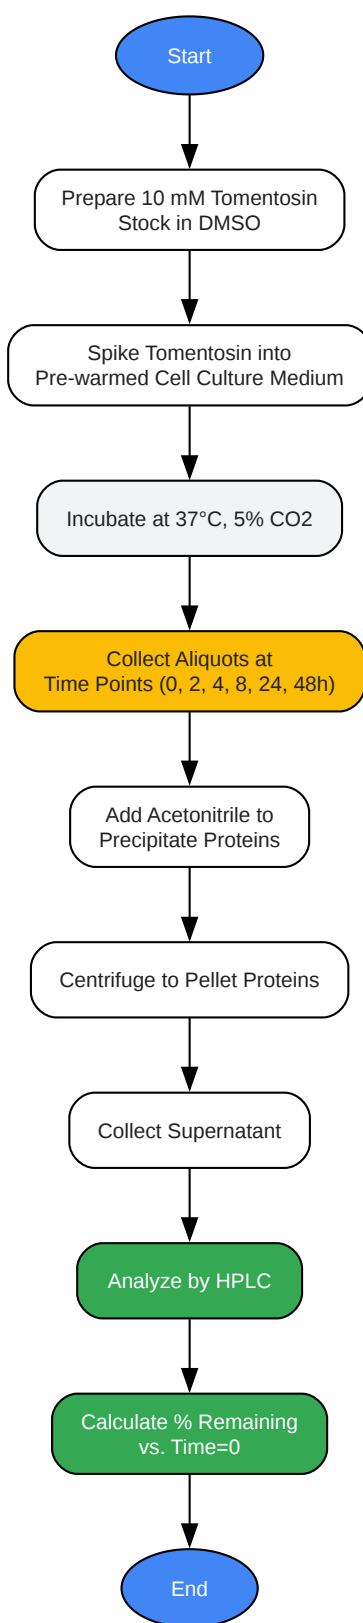 Start
Prepare 10 mM Tomentosin
Stock in DMSO
Spike Tomentosin into
Pre-warmed Cell Culture Medium
Incubate at 37°C, 5% CO2
Collect Aliquots at
Time Points (0, 2, 4, 8, 24, 48h)
Add Acetonitrile to
Precipitate Proteins
Centrifuge to Pellet Proteins
Collect Supernatant
Analyze by HPLC
Calculate % Remaining
vs. Time=0
End